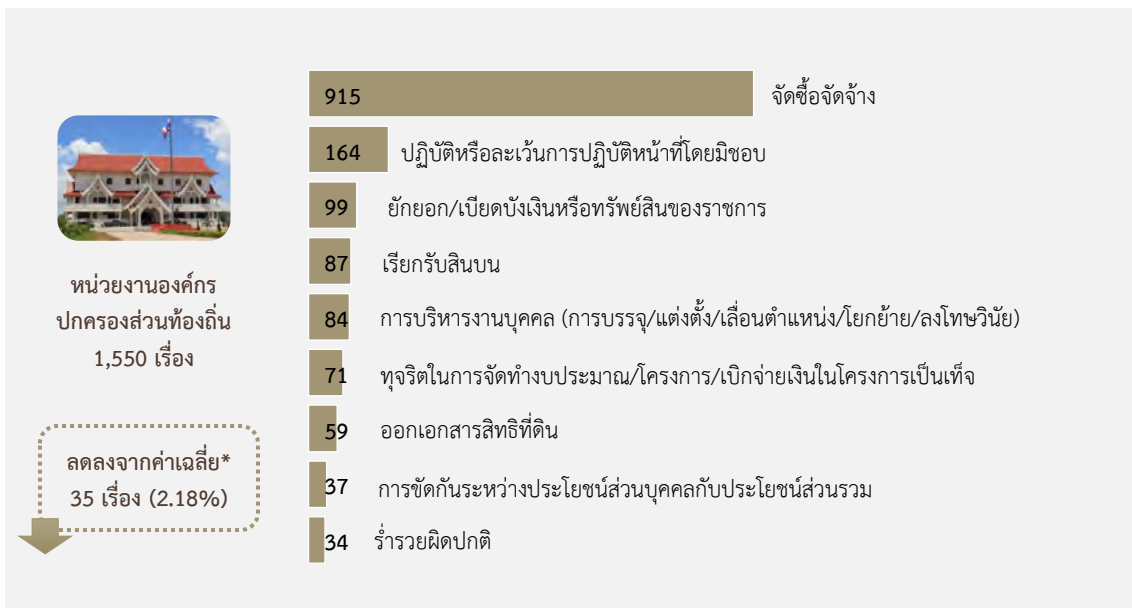 915 จัดซื้อจัดจ้าง
164 ปฏิบัติหรือละเว้นการปฏิบัติหน้าที่โดยมิชอบ
99 ยักยอก/เบียดบังเงินหรือทรัพย์สินของราชการ
87 เรียกรับสินบน
84 การบริหารงานบุคคล (การบรรจุ/แต่งตั้ง/เลื่อนตำแหน่ง/โยกย้าย/ลงโทษวินัย)
71 ทุจริตในการจัดทำงบประมาณ/โครงการ/เบิกจ่ายเงินในโครงการเป็นเท็จ
59 ออกเอกสารสิทธิที่ดิน
37 การขัดกันระหว่างประโยชน์ส่วนบุคคลกับประโยชน์ส่วนรวม
34 ร่ำรวยผิดปกติ
หน่วยงานองค์กร
ปกครองส่วนท้องถิ่น
1,550 เรื่อง
ลดลงจากค่าเฉลี่ย*
35 เรื่อง (2.18%)